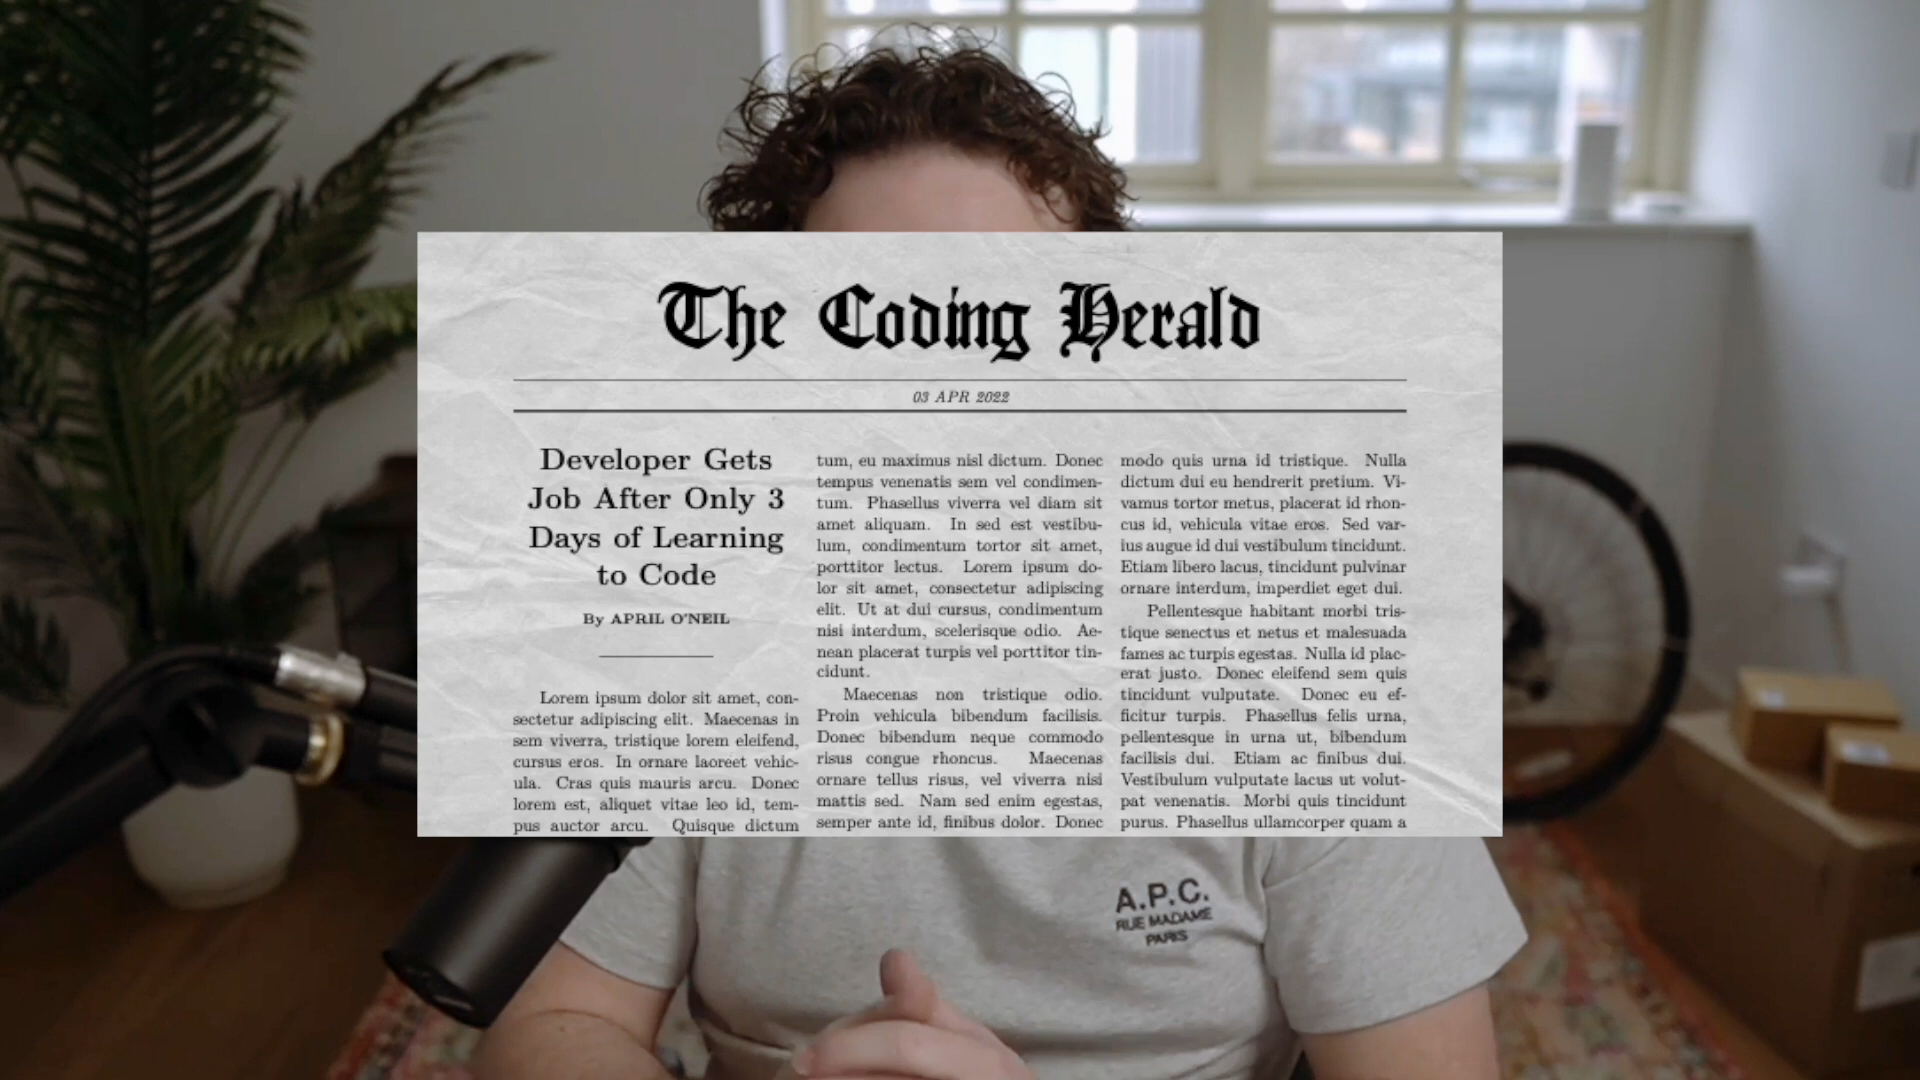 The Coding Herald
03 APR 2022
Developer Gets
Job After Only 3
Days of Learning
to Code
By APRIL O'NEIL
Lorem ipsum dolor sit amet, con-
sectetur adipiscing elit. Maecenas in
sem viverra, tristique lorem eleifend,
cursus eros. In ornare laoreet vehic-
ula. Cras quis mauris arcu. Donec
lorem est, aliquet vitae leo id, tem-
pus auctor arcu. Quisque dictum
tum, eu maximus nisl dictum. Donec
tempus venenatis sem vel condimen-
tum. Phasellus viverra vel diam sit
amet aliquam. In sed est vestibu-
lum, condimentum tortor sit amet,
porttitor lectus. Lorem ipsum do-
lor sit amet, consectetur adipiscing
elit. Ut at dui cursus, condimentum
nisi interdum, scelerisque odio. Ae-
nean placerat turpis vel porttitor tin-
cidunt.
Maecenas non tristique odio.
Proin vehicula bibendum facilisis.
Donec bibendum neque commodo
risus congue rhoncus. Maecenas
ornare tellus risus, vel viverra nisi
mattis sed. Nam sed enim egestas,
semper ante id, finibus dolor. Donec
modo quis urna id tristique. Nulla
dictum dui eu hendrerit pretium. Vi-
vamus tortor metus, placerat id rhon-
cus id, vehicula vitae eros. Sed var-
ius augue id dui vestibulum tincidunt.
Etiam libero lacus, tincidunt pulvinar
ornare interdum, imperdiet eget dui.
Pellentesque habitant morbi tris-
tique senectus et netus et malesuada
fames ac turpis egestas. Nulla id plac-
erat justo. Donec eleifend sem quis
tincidunt vulputate. Donec eu ef-
ficitur turpis. Phasellus felis urna,
pellentesque in urna ut, bibendum
facilisis dui. Etiam ac finibus dui.
Vestibulum vulputate lacus ut volut-
pat venenatis. Morbi quis tincidunt
purus. Phasellus ullamcorper quam a
A.P.C.
RUE MADAME
PARIS